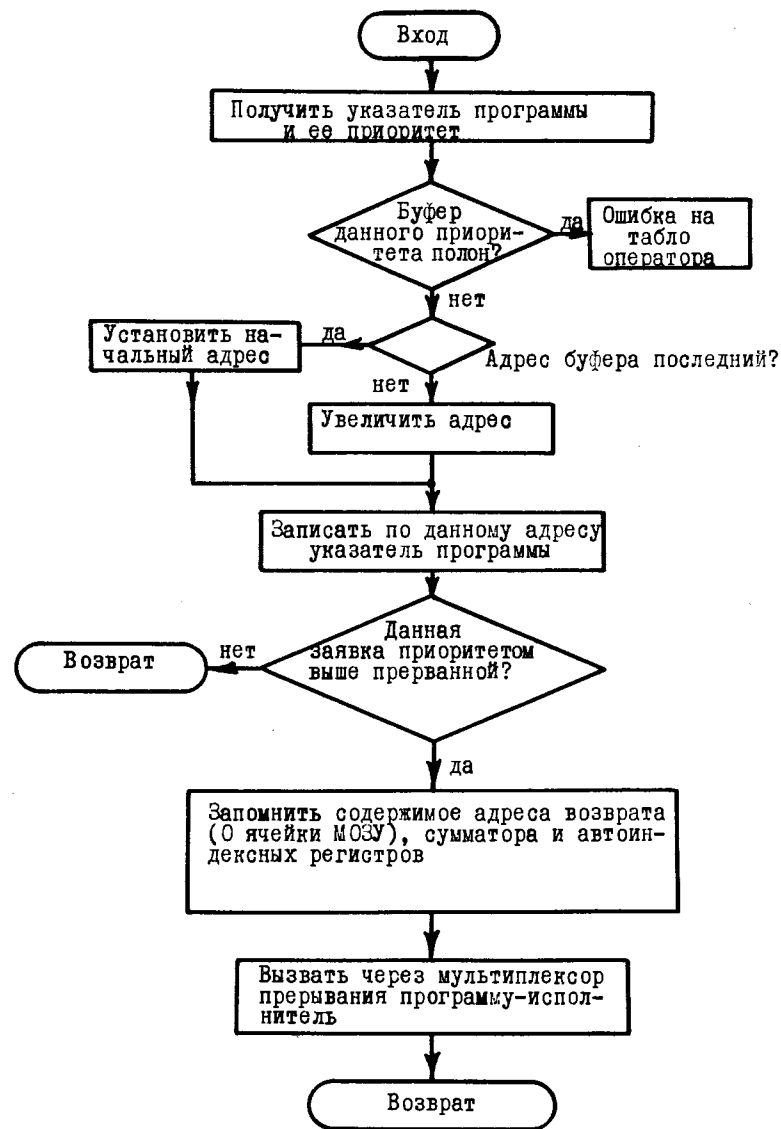 Вход
Получить указатель программы
и ее приоритет
Буфер
данного приори-
тета полон?
да
Ошибка на
табло
оператора
нет
Установить на-
чальный адрес
да
Адрес буфера последний?
нет
Увеличить адрес
Записать по данному адресу
указатель программы
Данная
заявка приоритетом
выше прерванной?
нет
Возврат
да
Запомнить содержимое адреса возврата
(0 ячейки МОЗУ), сумматора и автоин-
дексных регистров
Вызвать через мультиплексор
прерывания программу-испол-
нитель
Возврат